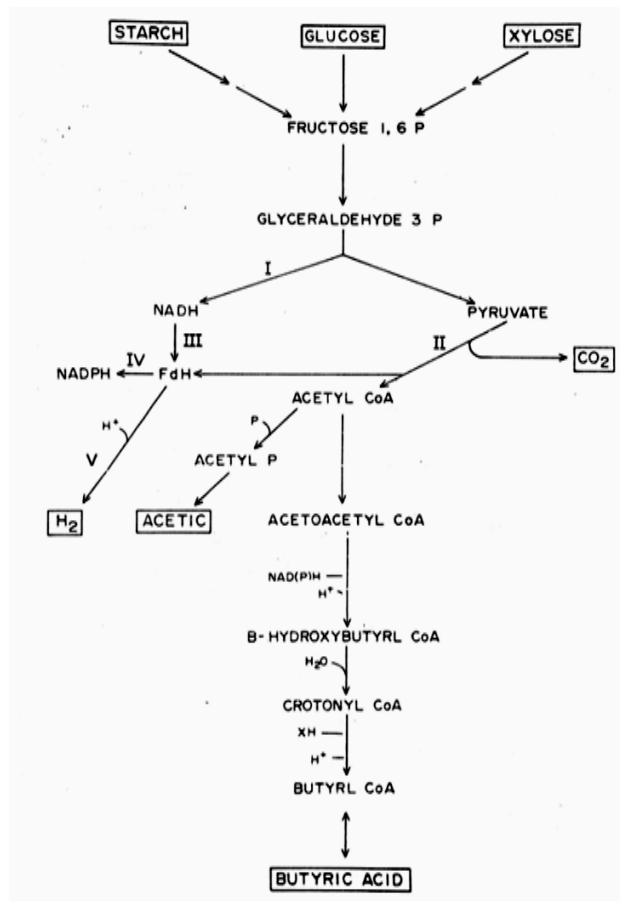 STARCH
GLUCOSE
XYLOSE
FRUCTOSE 1,6 P
GLYCERALDEHYDE 3 P
I
NADH
PYRUVATE
III
II
CO2
NADPH
IV
FdH
ACETYL CoA
H+
P
V
ACETYL P
H2
ACETIC
ACETOACETYL CoA
NAD(P)H
H+
B-HYDROXYBUTYRL CoA
H2O
CROTONYL CoA
XH
H+
BUTYRL CoA
BUTYRIC ACID